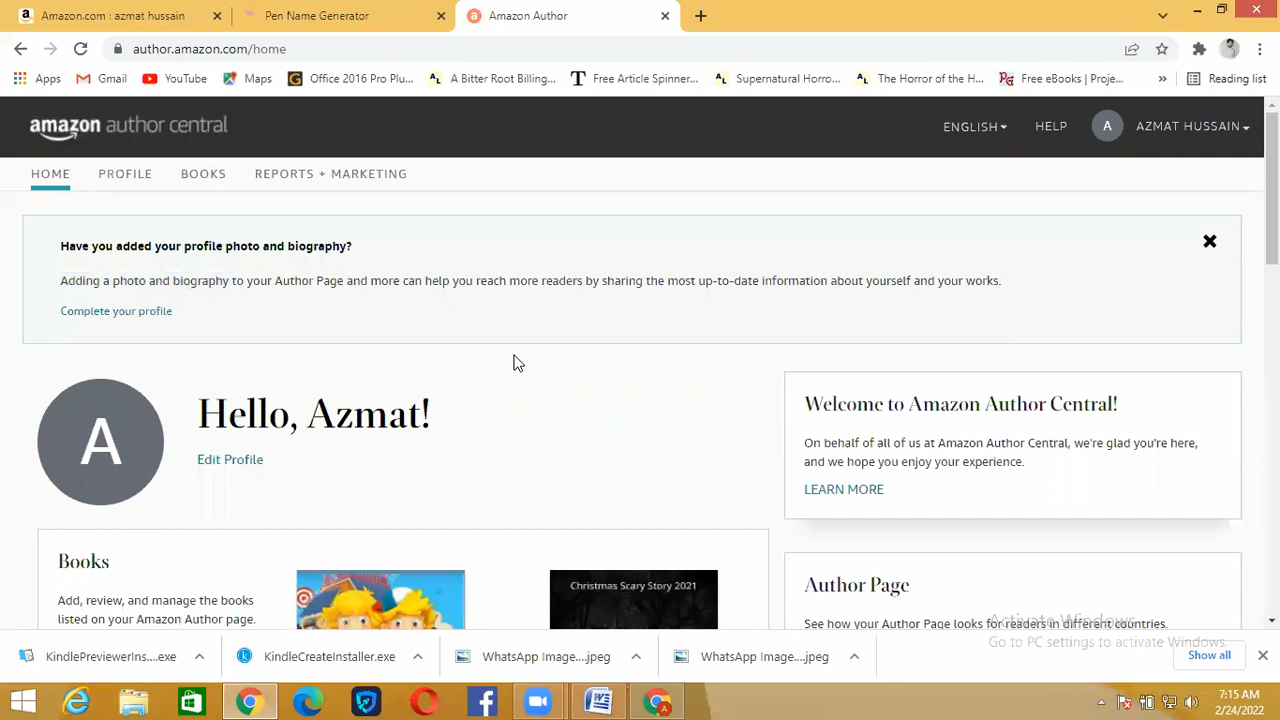 Amazon.com : azmat hussain
Pen Name Generator
Amazon Author
author.amazon.com/home
Apps
Gmail
YouTube
Maps
Office 2016 Pro Plu...
A Bitter Root Billing...
Free Article Spinner...
Supernatural Horro...
The Horror of the H...
Free eBooks | Proje...
Reading list
amazon author central
ENGLISH
HELP
A
AZMAT HUSSAIN
HOME
PROFILE
BOOKS
REPORTS + MARKETING
Have you added your profile photo and biography?
Adding a photo and biography to your Author Page and more can help you reach more readers by sharing the most up-to-date information about yourself and your works.
Complete your profile
A
Hello, Azmat!
Edit Profile
Welcome to Amazon Author Central!
On behalf of all of us at Amazon Author Central, we're glad you're here,
and we hope you enjoy your experience.
LEARN MORE
Books
Add, review, and manage the books
listed on your Amazon Author page.
Christmas Scary Story 2021
Author Page
See how your Author Page looks for readers in different countries.
Activate Windows
Go to PC settings to activate Windows.
KindlePreviewerIns....exe
KindleCreateInstaller.exe
WhatsApp Image....jpeg
WhatsApp Image....jpeg
Show all
7:15 AM
2/24/2022